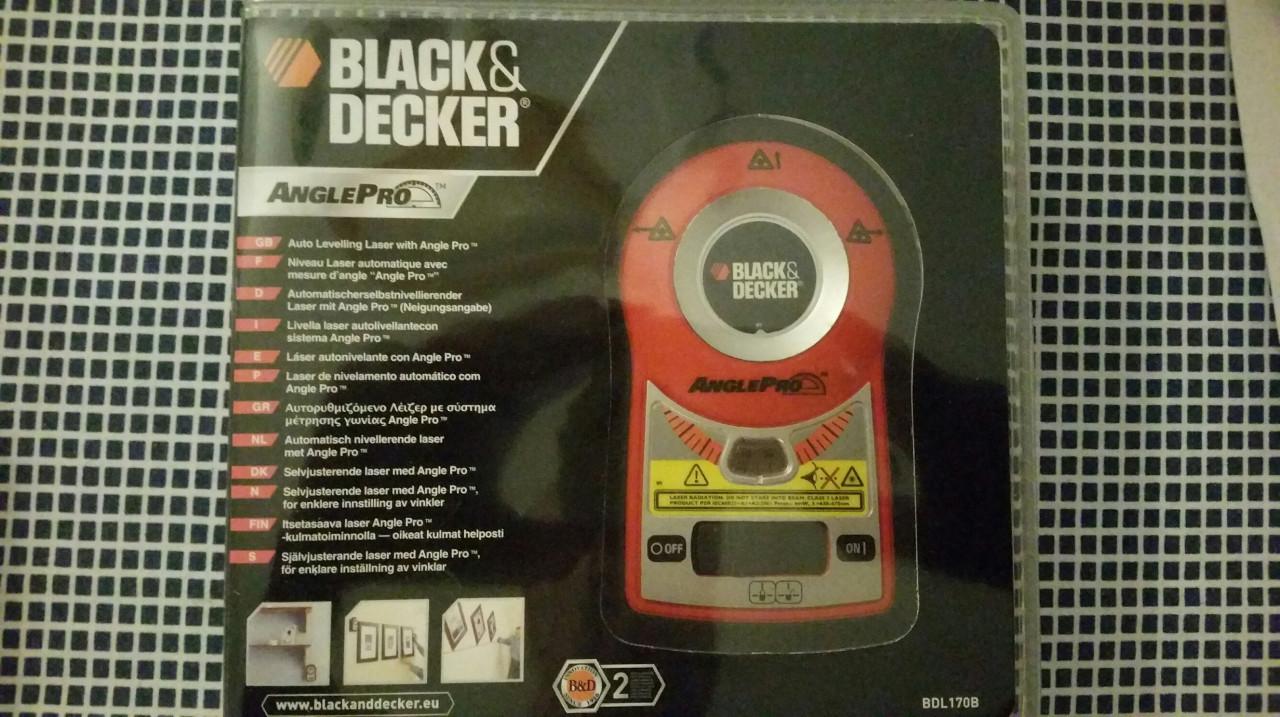 BLACK&
DECKER®
ANGLEPRO™
GB Auto Levelling Laser with Angle Pro™
F Niveau Laser automatique avec
mesure d'angle "Angle Pro™"
D Automatischerselbstnivellierender
Laser mit Angle Pro™ (Neigungsangabe)
I Livella laser autolivellantecon
sistema Angle Pro™
E Láser autonivelante con Angle Pro™
P Laser de nivelamento automático com
Angle Pro™
GR Αυτορυθμιζόμενο Λέιζερ με σύστημα
μέτρησης γωνίας Angle Pro™
NL Automatisch nivellerende laser
met Angle Pro™
DK Selvjusterende laser med Angle Pro™
N Selvjusterende laser med Angle Pro™,
for enklere innstilling av vinkler
FIN Itsetasaava laser Angle Pro™
-kulmatoiminnolla — oikeat kulmat helposti
S Självjusterande laser med Angle Pro™,
för enklare inställning av vinklar
www.blackanddecker.eu
B&D
2
BLACK&
DECKER
ANGLEPRO™
LASER RADIATION. DO NOT STARE INTO BEAM. CLASS 2 LASER
PRODUCT PER
OFF
ON
BDL170B